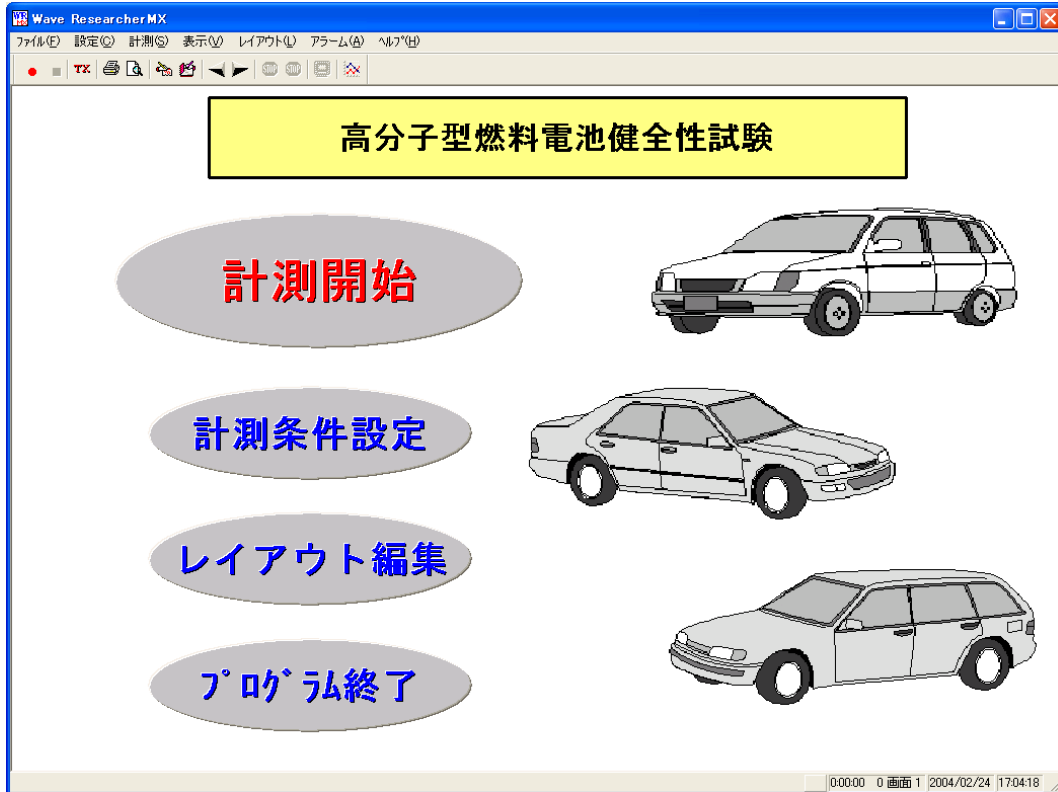 Wave ResearcherMX
ファイル(F) 設定(C) 計測(S) 表示(V) レイアウト(L) アラーム(A) ヘルプ(H)
TX STOP STOP
高分子型燃料電池健全性試験
計測開始
計測条件設定
レイアウト編集
プログラム終了
0:00:00 0 画面 1 2004/02/24 17:04:18